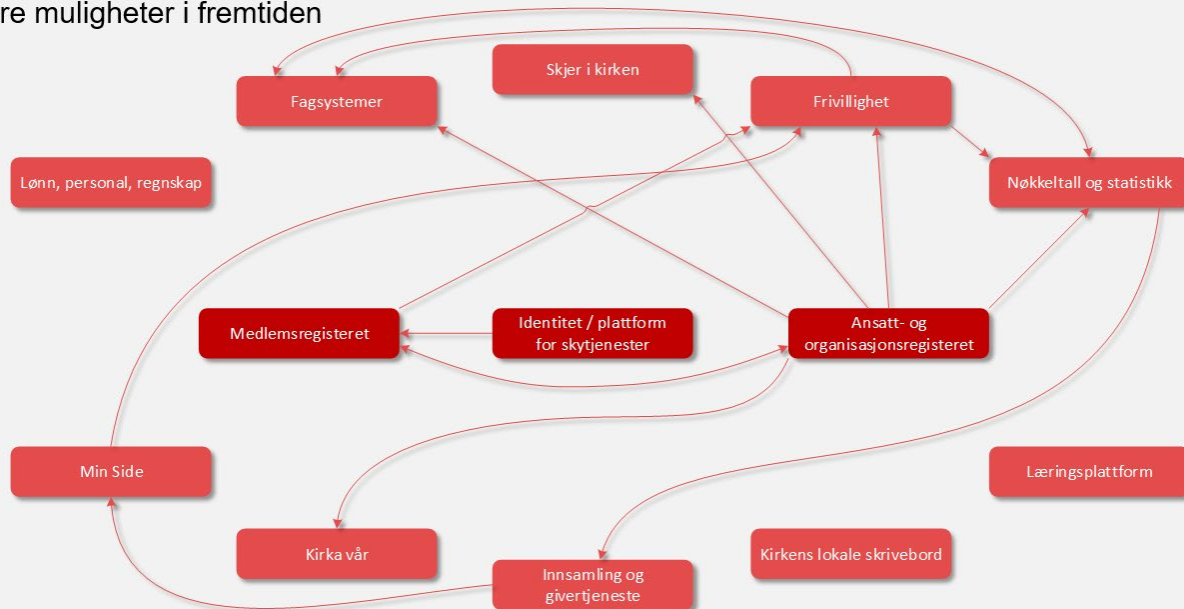 re muligheter i fremtiden
Skjer i kirken
Fagsystemer
Frivillighet
Lønn, personal, regnskap
Nøkkeltall og statistikk
Medlemsregisteret
Identitet / plattform
for skytjenester
Ansatt- og
organisasjonsregisteret
Min Side
Læringsplattform
Kirka vår
Kirkens lokale skrivebord
Innsamling og
givertjeneste